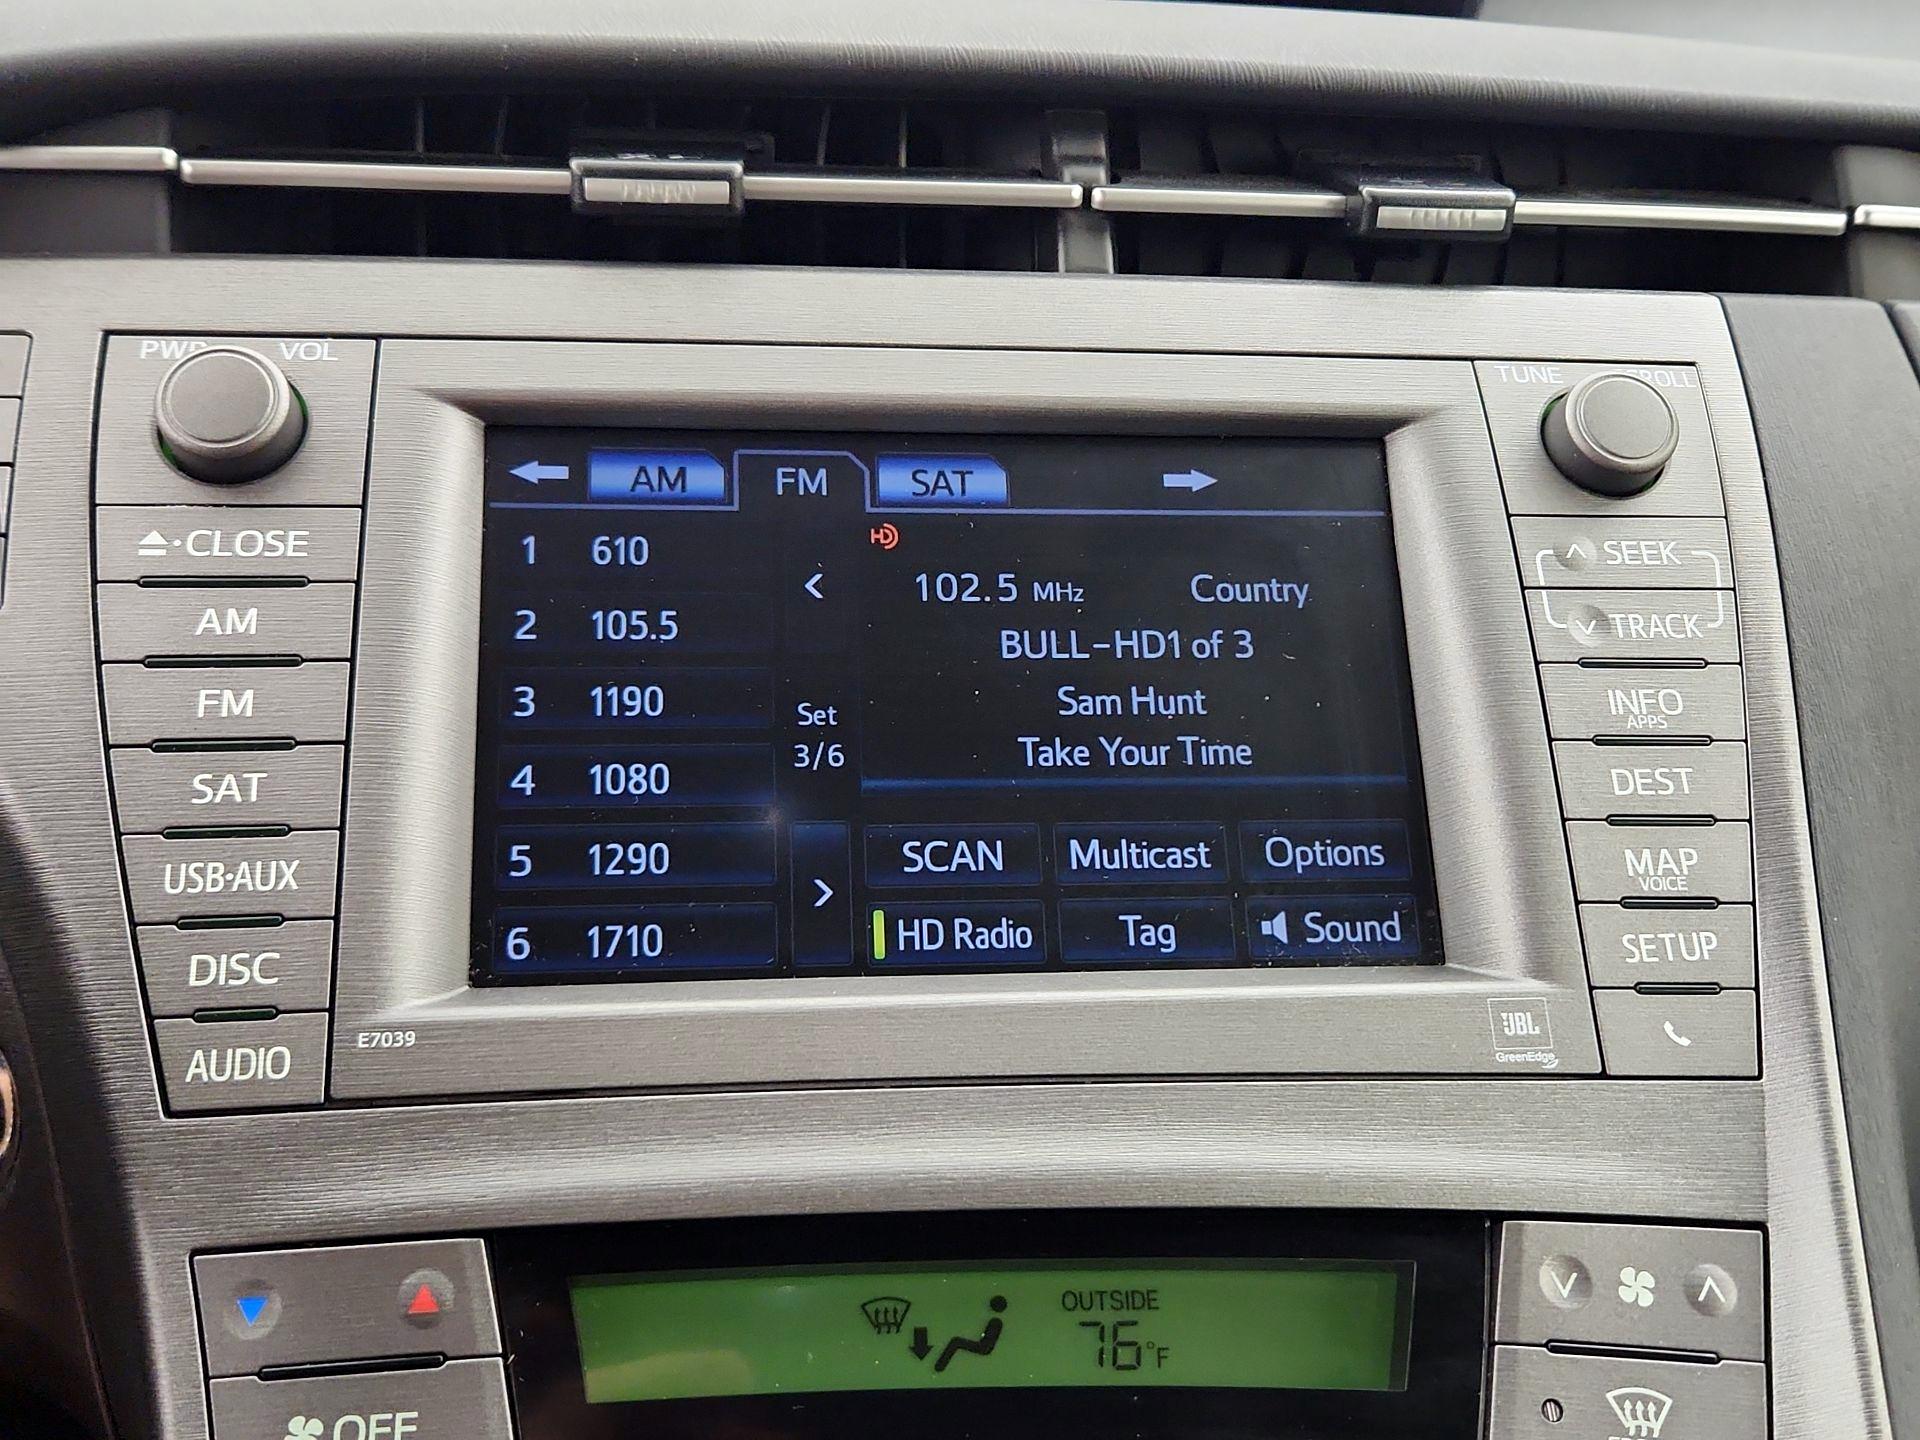 PWR VOL
TUNE SCROLL
AM FM SAT
1 610
2 105.5
3 1190
4 1080
5 1290
6 1710
Set
3/6
HD
102.5 MHz Country
BULL-HD1 of 3
Sam Hunt
Take Your Time
SCAN Multicast Options
HD Radio Tag Sound
CLOSE
AM
FM
SAT
USB·AUX
DISC
AUDIO
SEEK
TRACK
INFO
APPS
DEST
MAP
VOICE
SETUP
E7039
JBL
GreenEdge
OUTSIDE
76°F
OFF